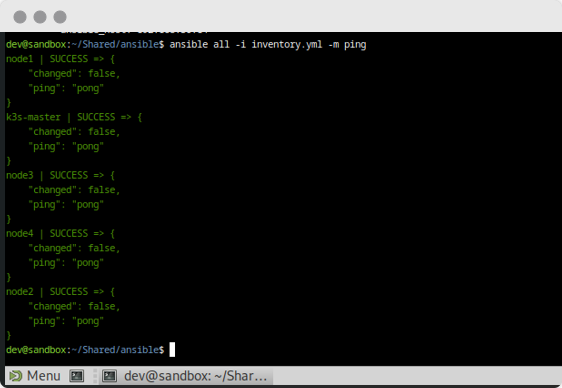 dev@sandbox:~/Shared/ansible$ ansible all -i inventory.yml -m ping
node1 | SUCCESS => {
    "changed": false,
    "ping": "pong"
}
k3s-master | SUCCESS => {
    "changed": false,
    "ping": "pong"
}
node3 | SUCCESS => {
    "changed": false,
    "ping": "pong"
}
node4 | SUCCESS => {
    "changed": false,
    "ping": "pong"
}
node2 | SUCCESS => {
    "changed": false,
    "ping": "pong"
}
dev@sandbox:~/Shared/ansible$
Menu dev@sandbox: ~/Shar...